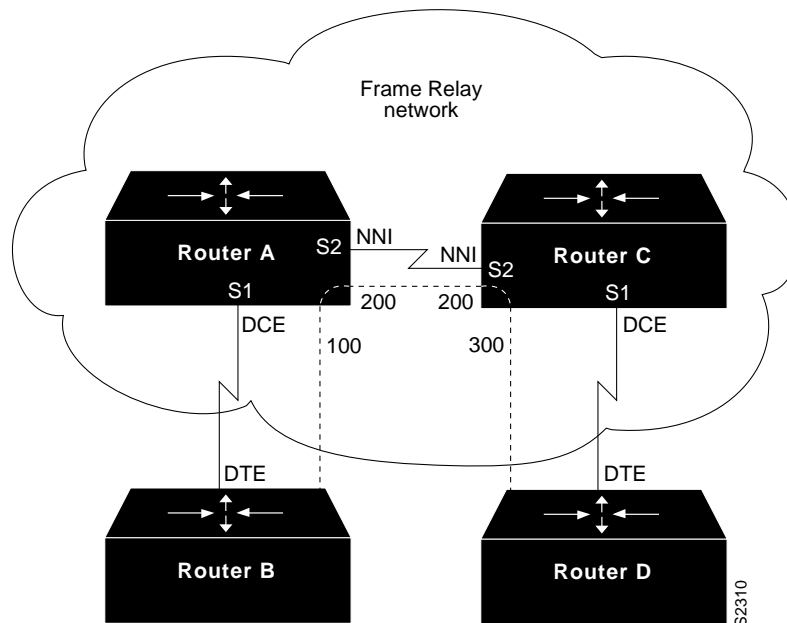 Frame Relay
network
Router A
S2
NNI
NNI
S2
Router C
S1
S1
200
200
DCE
DCE
100
300
DTE
DTE
Router B
Router D
S2310